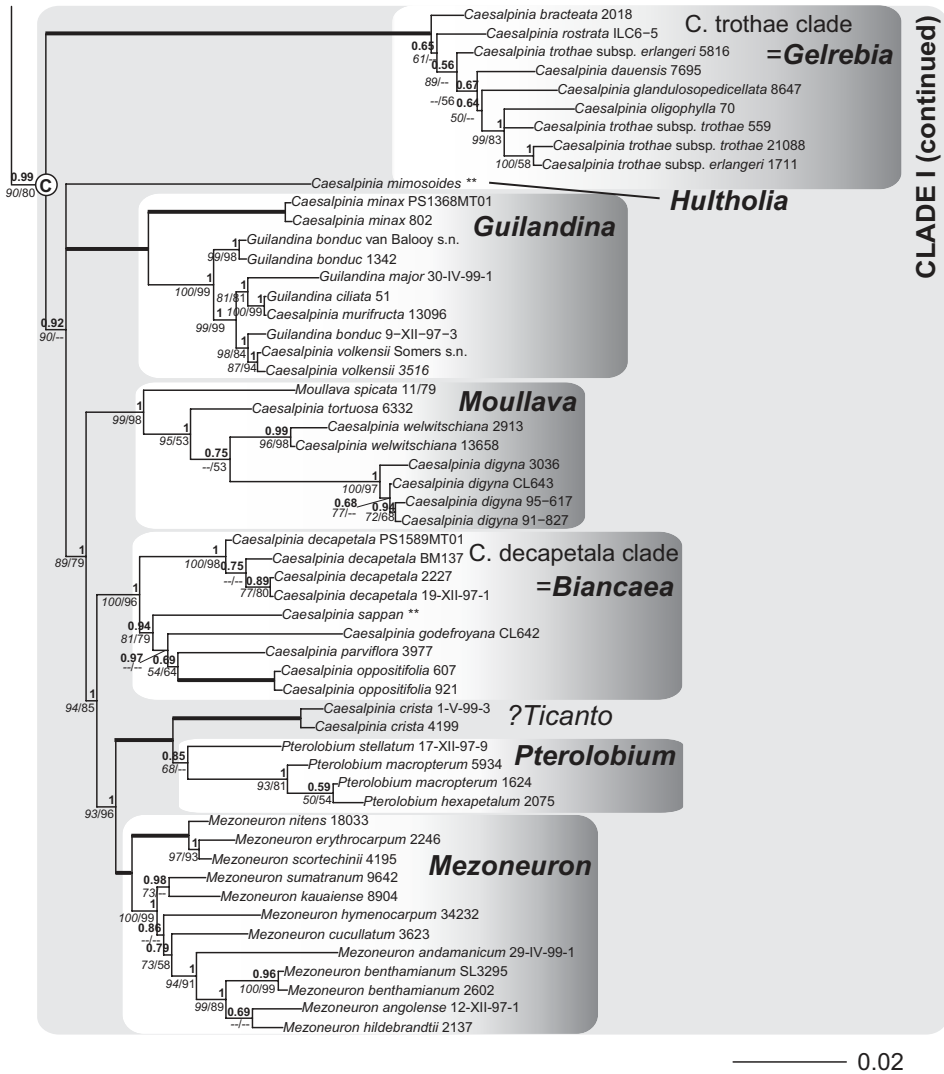 Caesalpinia bracteata 2018
C. trothae clade
Caesalpinia rostrata ILC6−5
0.65
61/--
=Gelrebia
Caesalpinia trothae subsp. erlangeri 5816
0.56
89/--
Caesalpinia dauensis 7695
0.67
--/56
Caesalpinia glandulosopedicellata 8647
0.64
50/--
Caesalpinia oligophylla 70
1
99/83
Caesalpinia trothae subsp. trothae 559
Caesalpinia trothae subsp. trothae 21088
1
100/58
Caesalpinia trothae subsp. erlangeri 1711
CLADE I (continued)
0.99
90/80
C
Caesalpinia mimosoides **
Hultholia
Caesalpinia minax PS1368MT01
Caesalpinia minax 802
Guilandina
Guilandina bonduc van Balooy s.n.
1
99/98
Guilandina bonduc 1342
1
100/99
Guilandina major 30-IV-99-1
1
81/81
Guilandina ciliata 51
1
100/99
Caesalpinia murifructa 13096
1
99/99
Guilandina bonduc 9−XII−97−3
1
98/84
Caesalpinia volkensii Somers s.n.
1
87/94
Caesalpinia volkensii 3516
0.92
90/--
Moullava spicata 11/79
Moullava
1
99/98
Caesalpinia tortuosa 6332
1
95/53
Caesalpinia welwitschiana 2913
0.99
96/98
Caesalpinia welwitschiana 13658
0.75
--/53
Caesalpinia digyna 3036
1
100/97
Caesalpinia digyna CL643
0.68
77/--
Caesalpinia digyna 95−617
0.94
72/68
Caesalpinia digyna 91−827
1
89/79
Caesalpinia decapetala PS1589MT01
C. decapetala clade
1
100/98
Caesalpinia decapetala BM137
0.75
--/--
Caesalpinia decapetala 2227
=Biancaea
0.89
77/80
Caesalpinia decapetala 19-XII-97-1
1
100/96
Caesalpinia sappan **
0.94
81/79
Caesalpinia godefroyana CL642
0.97
--/--
Caesalpinia parviflora 3977
0.69
54/64
Caesalpinia oppositifolia 607
Caesalpinia oppositifolia 921
1
94/85
Caesalpinia crista 1-V-99-3
?Ticanto
Caesalpinia crista 4199
Pterolobium stellatum 17-XII-97-9
Pterolobium
0.85
68/--
Pterolobium macropterum 5934
1
93/81
Pterolobium macropterum 1624
0.59
50/54
Pterolobium hexapetalum 2075
1
93/96
Mezoneuron nitens 18033
Mezoneuron erythrocarpum 2246
1
97/93
Mezoneuron scortechinii 4195
Mezoneuron
Mezoneuron sumatranum 9642
0.98
73/--
Mezoneuron kauaiense 8904
1
100/99
Mezoneuron hymenocarpum 34232
0.86
--/--
Mezoneuron cucullatum 3623
0.79
73/58
Mezoneuron andamanicum 29-IV-99-1
1
94/91
Mezoneuron benthamianum SL3295
0.96
100/99
Mezoneuron benthamianum 2602
1
99/89
Mezoneuron angolense 12-XII-97-1
0.69
--/--
Mezoneuron hildebrandtii 2137
0.02